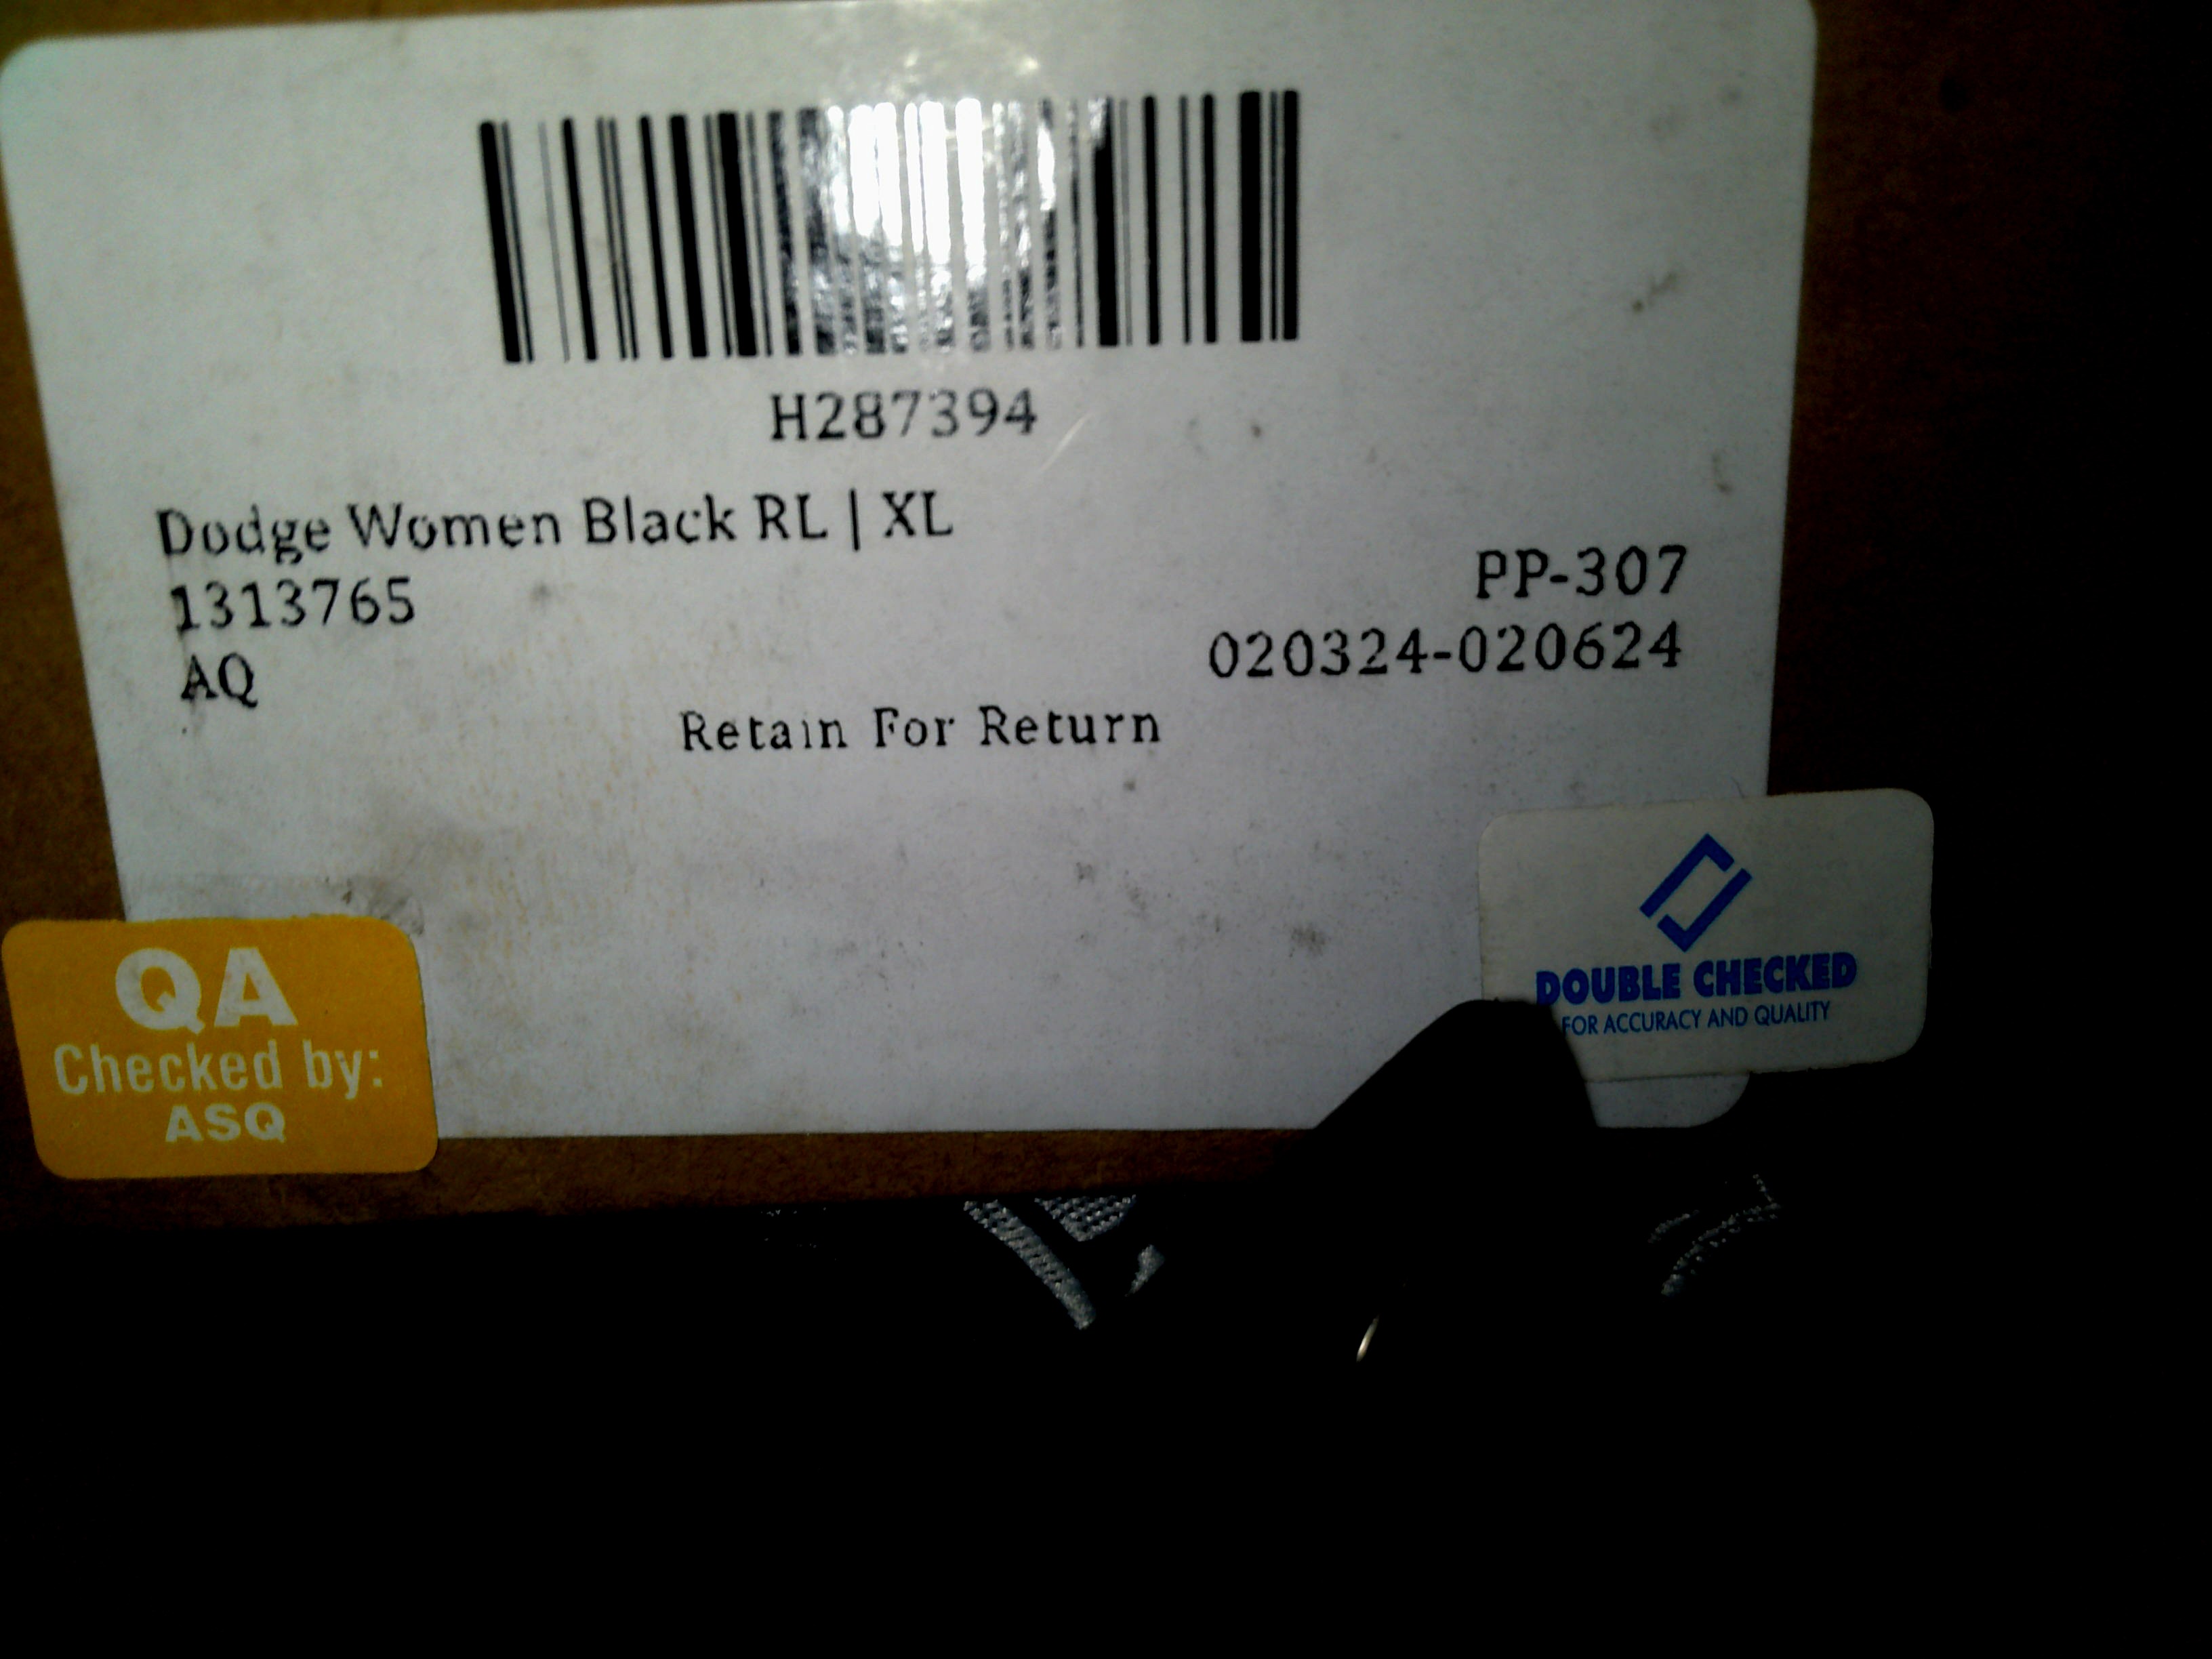 H287394
Dodge Women Black RL | XL
1313765
PP-307
AQ
020324-020624
Retain For Return
QA
Checked by:
ASQ
DOUBLE CHECKED
FOR ACCURACY AND QUALITY